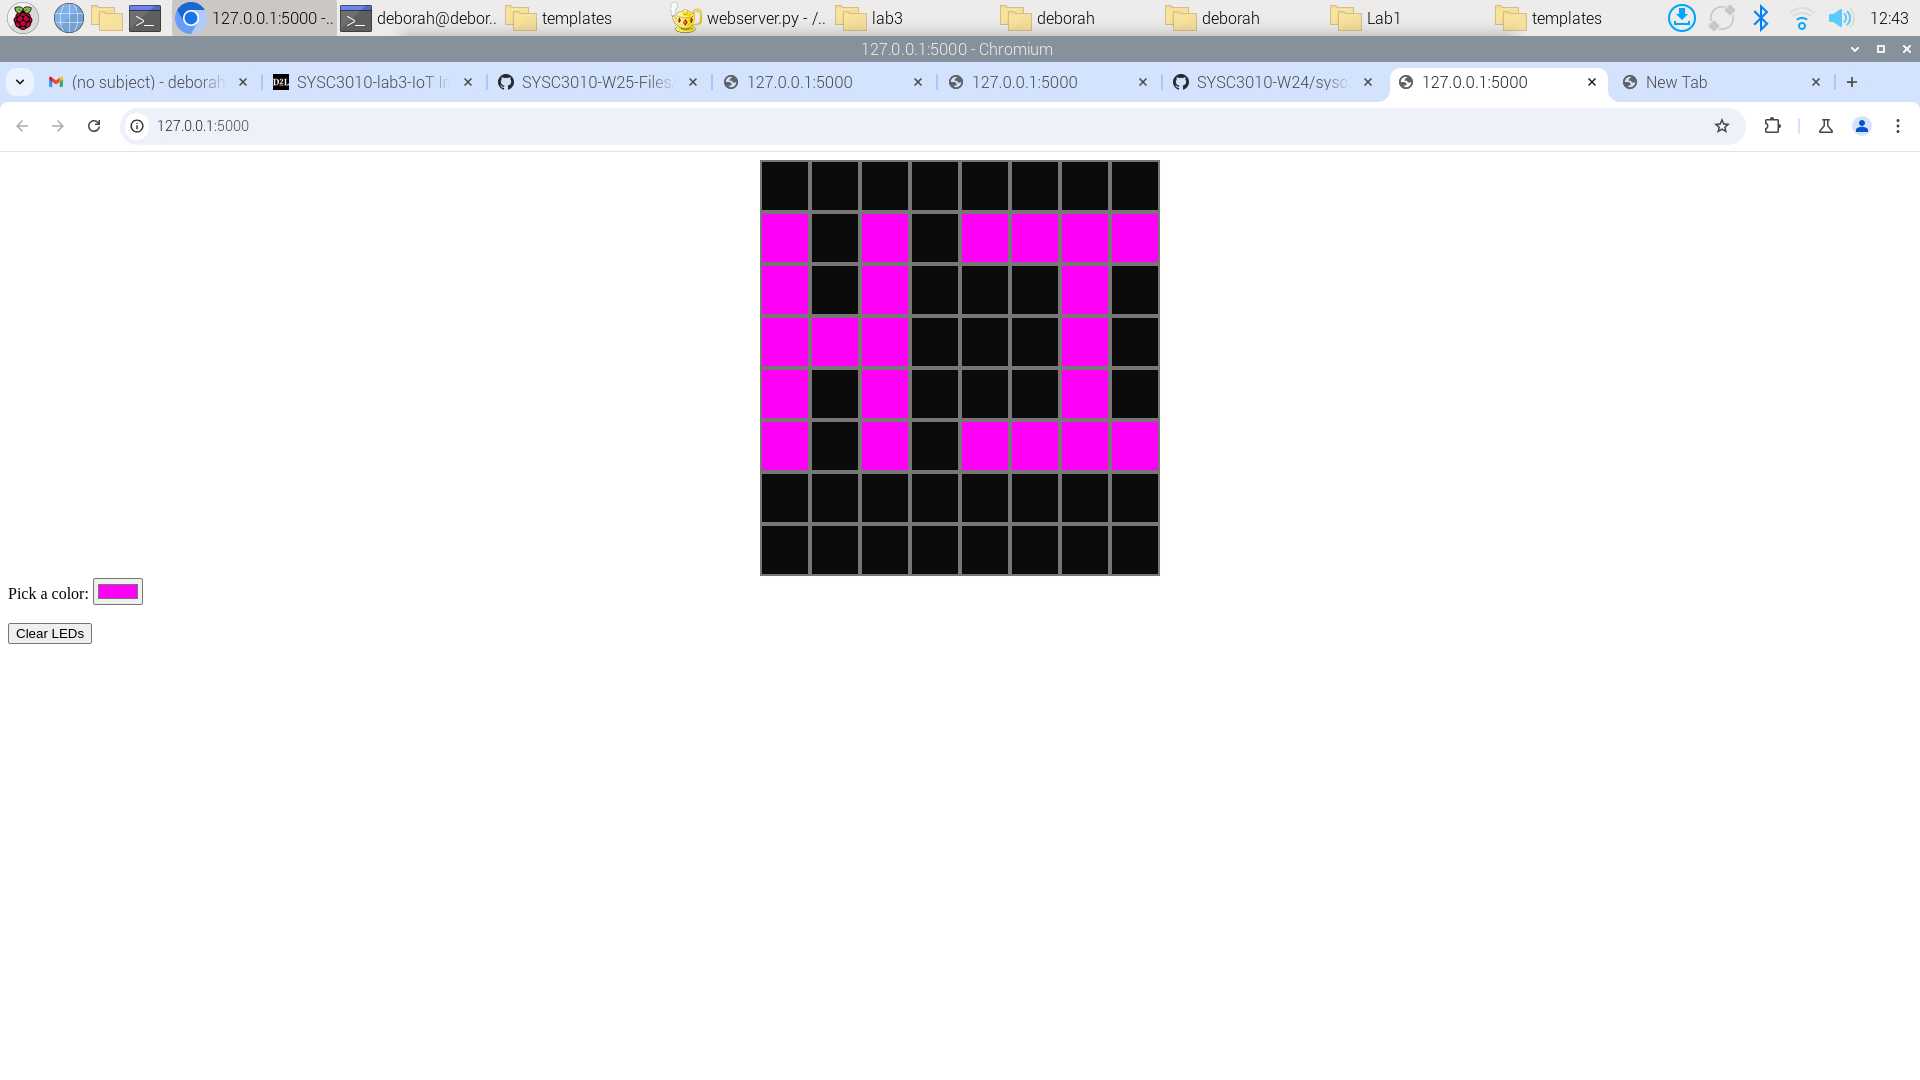 127.0.0.1:5000 -.. deborah@debor.. templates webserver.py - /.. lab3 deborah deborah Lab1 templates 12:43
127.0.0.1:5000 - Chromium
(no subject) - deborah SYSC3010-lab3-IoT In SYSC3010-W25-Files/ 127.0.0.1:5000 127.0.0.1:5000 SYSC3010-W24/sysc 127.0.0.1:5000 New Tab
127.0.0.1:5000
HI
Pick a color:
Clear LEDs